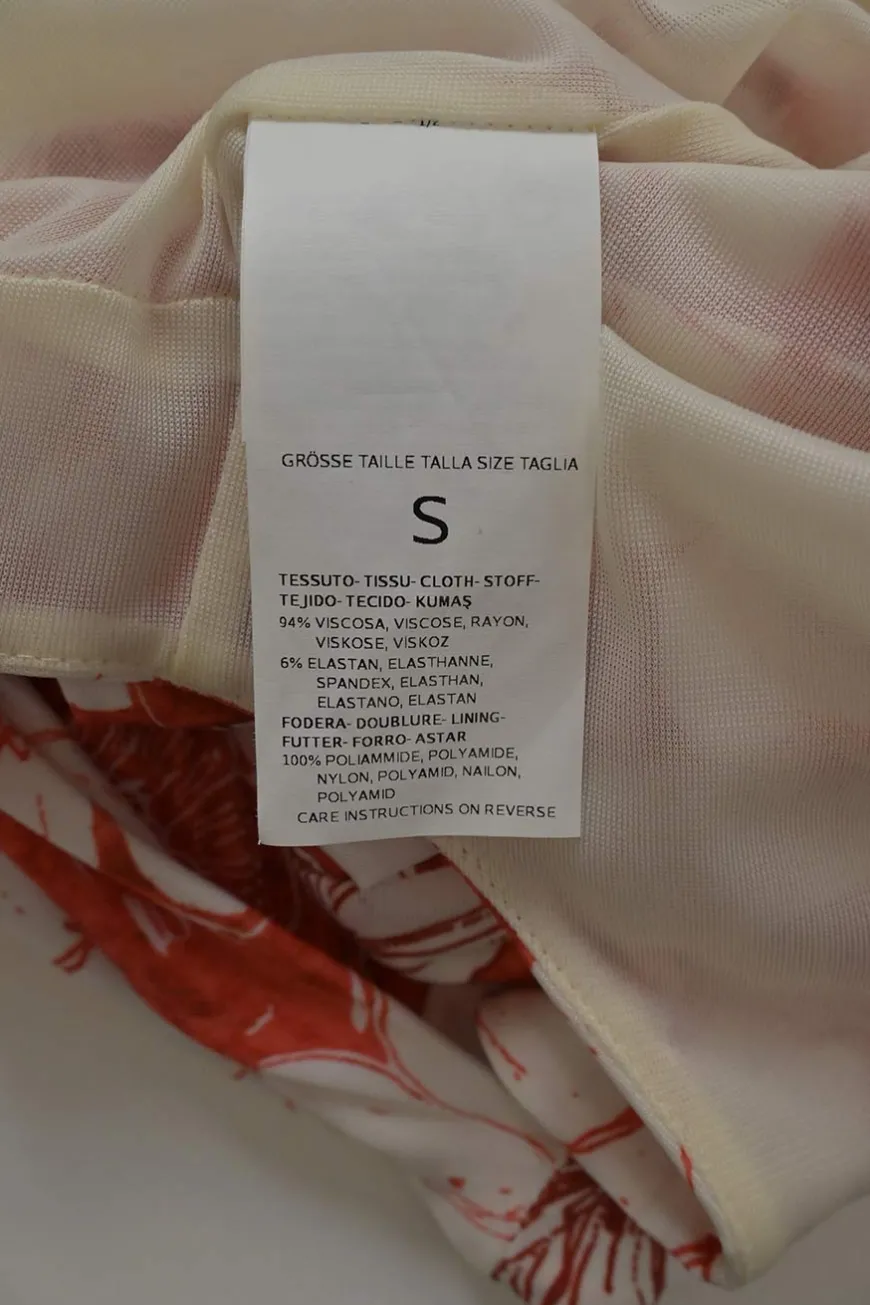 GRÖSSE TAILLE TALLA SIZE TAGLIA
S
TESSUTO- TISSU- CLOTH- STOFF-
TEJIDO- TECIDO- KUMAŞ
94% VISCOSA, VISCOSE, RAYON,
VISKOSE, VİSKOZ
6% ELASTAN, ELASTHANNE,
SPANDEX, ELASTHAN,
ELASTANO, ELASTAN
FODERA- DOUBLURE- LINING-
FUTTER- FORRO- ASTAR
100% POLIAMMIDE, POLYAMIDE,
NYLON, POLYAMID, NAILON,
POLYAMID
CARE INSTRUCTIONS ON REVERSE